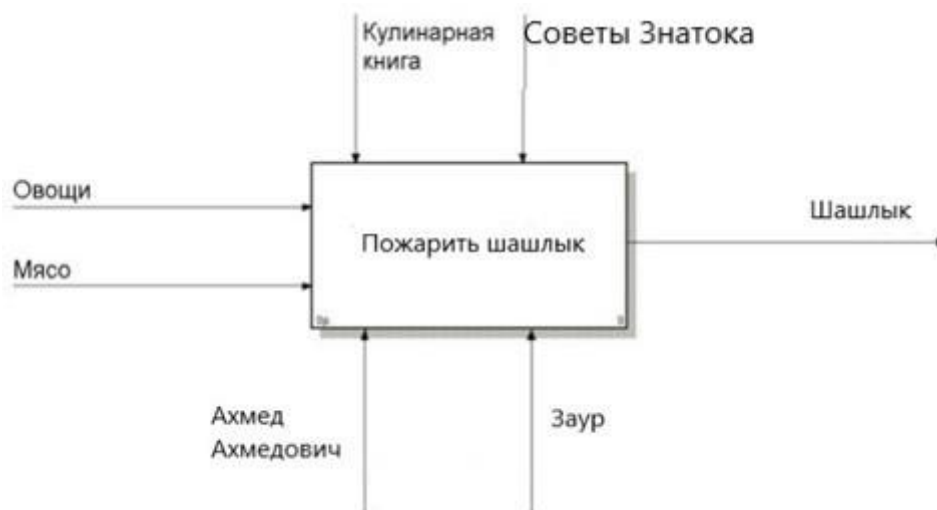 Кулинарная
книга
Советы Знатока
Овощи
Мясо
Пожарить шашлык
Шашлык
Ахмед
Ахмедович
Заур